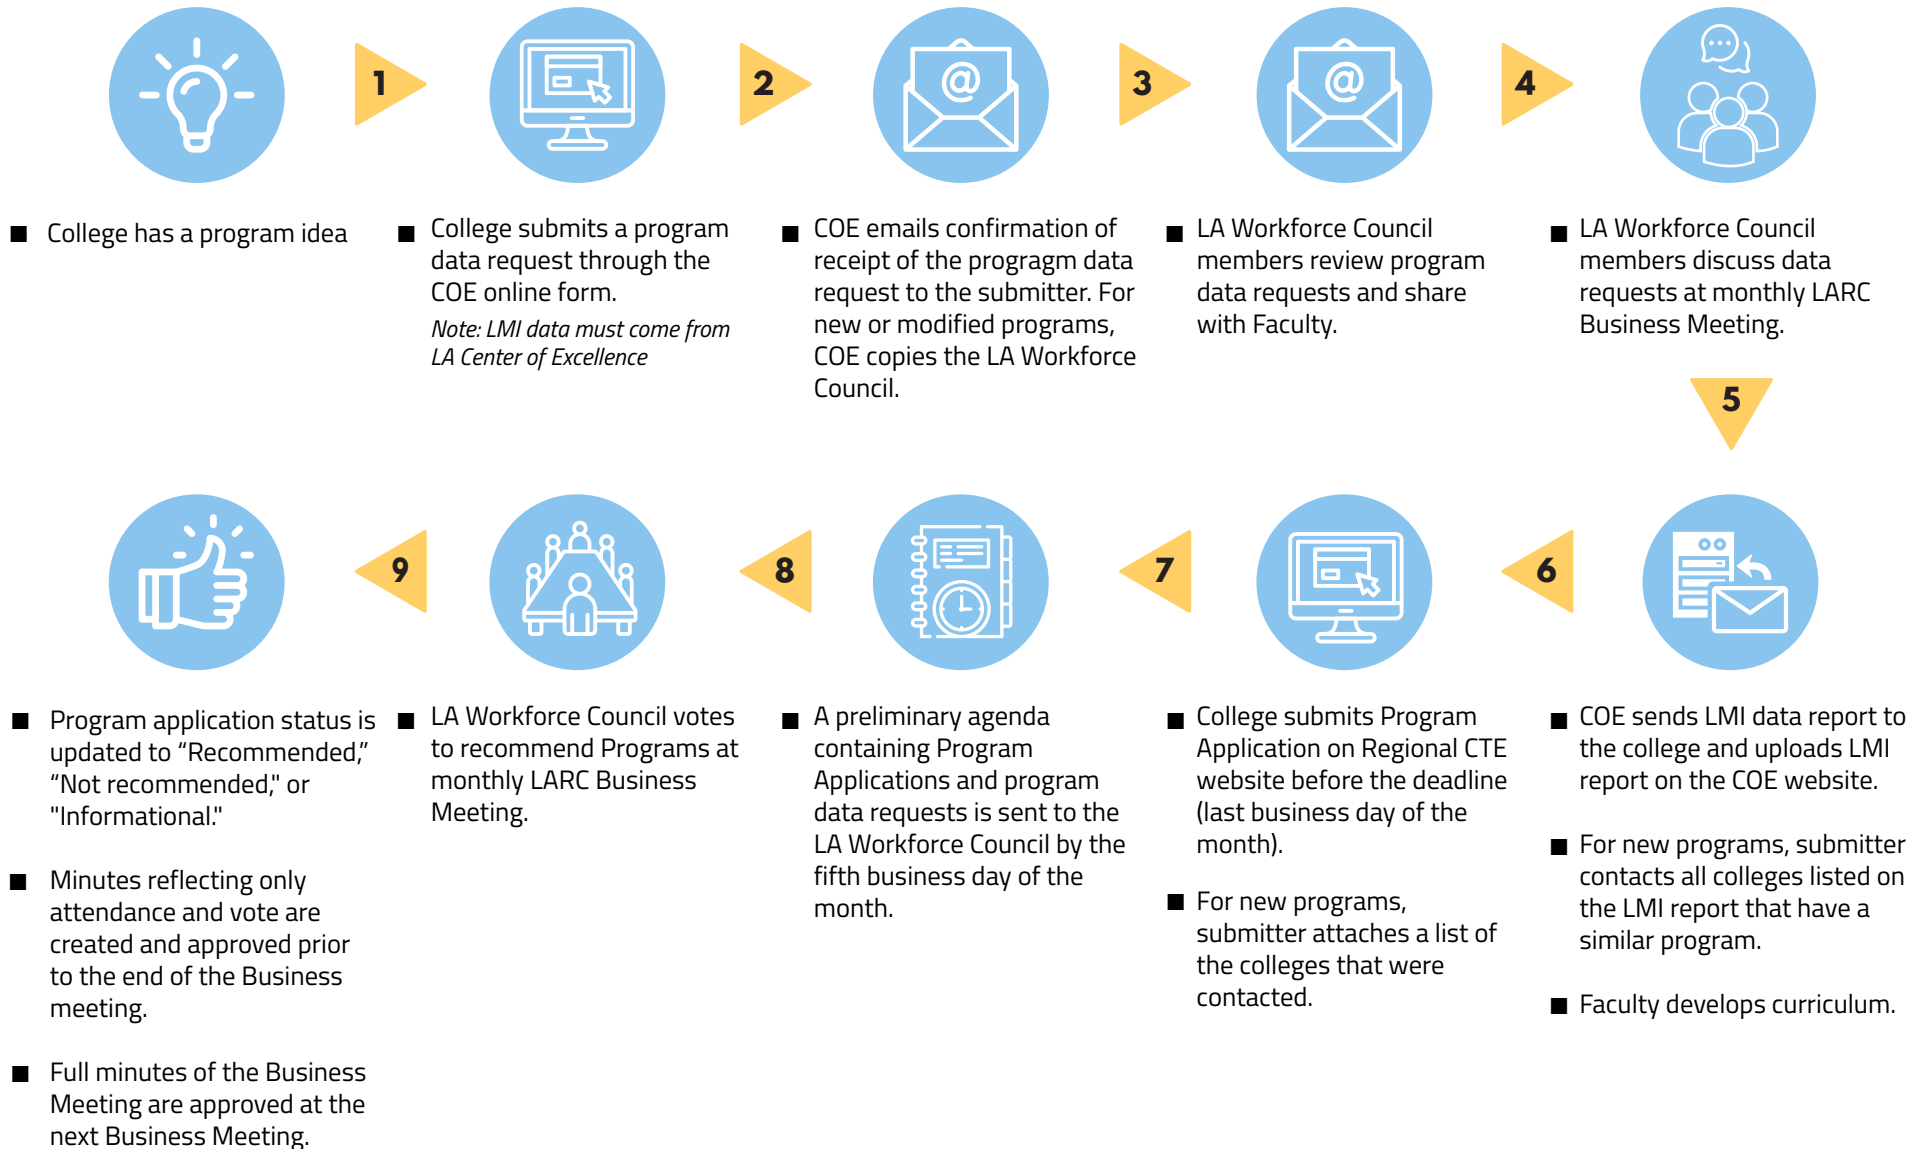 1
2
3
4
College has a program idea
College submits a program
data request through the
COE online form.
Note: LMI data must come from
LA Center of Excellence
COE emails confirmation of
receipt of the progragm data
request to the submitter. For
new or modified programs,
COE copies the LA Workforce
Council.
LA Workforce Council
members review program
data requests and share
with Faculty.
LA Workforce Council
members discuss data
requests at monthly LARC
Business Meeting.
5
6
7
8
9
COE sends LMI data report to
the college and uploads LMI
report on the COE website.
For new programs, submitter
contacts all colleges listed on
the LMI report that have a
similar program.
Faculty develops curriculum.
College submits Program
Application on Regional CTE
website before the deadline
(last business day of the
month).
For new programs,
submitter attaches a list of
the colleges that were
contacted.
A preliminary agenda
containing Program
Applications and program
data requests is sent to the
LA Workforce Council by the
fifth business day of the
month.
LA Workforce Council votes
to recommend Programs at
monthly LARC Business
Meeting.
Program application status is
updated to “Recommended,”
“Not recommended," or
"Informational."
Minutes reflecting only
attendance and vote are
created and approved prior
to the end of the Business
meeting.
Full minutes of the Business
Meeting are approved at the
next Business Meeting.